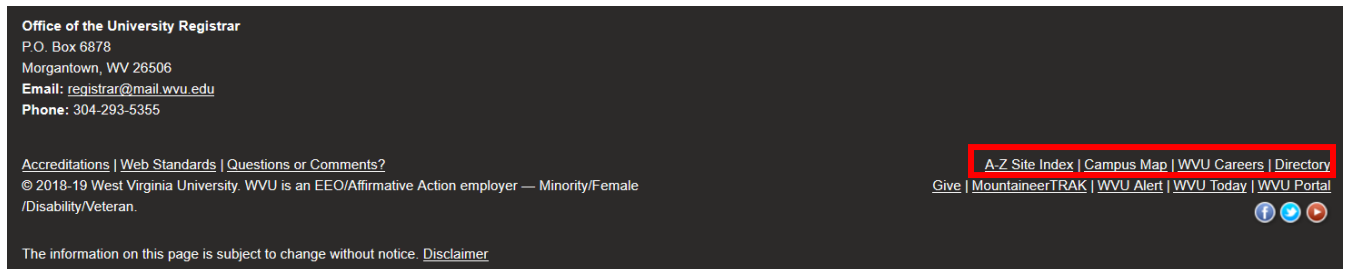 Office of the University Registrar
P.O. Box 6878
Morgantown, WV 26506
Email: registrar@mail.wvu.edu
Phone: 304-293-5355
Accreditations | Web Standards | Questions or Comments?
© 2018-19 West Virginia University. WVU is an EEO/Affirmative Action employer — Minority/Female
/Disability/Veteran.
A-Z Site Index | Campus Map | WVU Careers | Directory
Give | MountaineerTRAK | WVU Alert | WVU Today | WVU Portal
The information on this page is subject to change without notice. Disclaimer